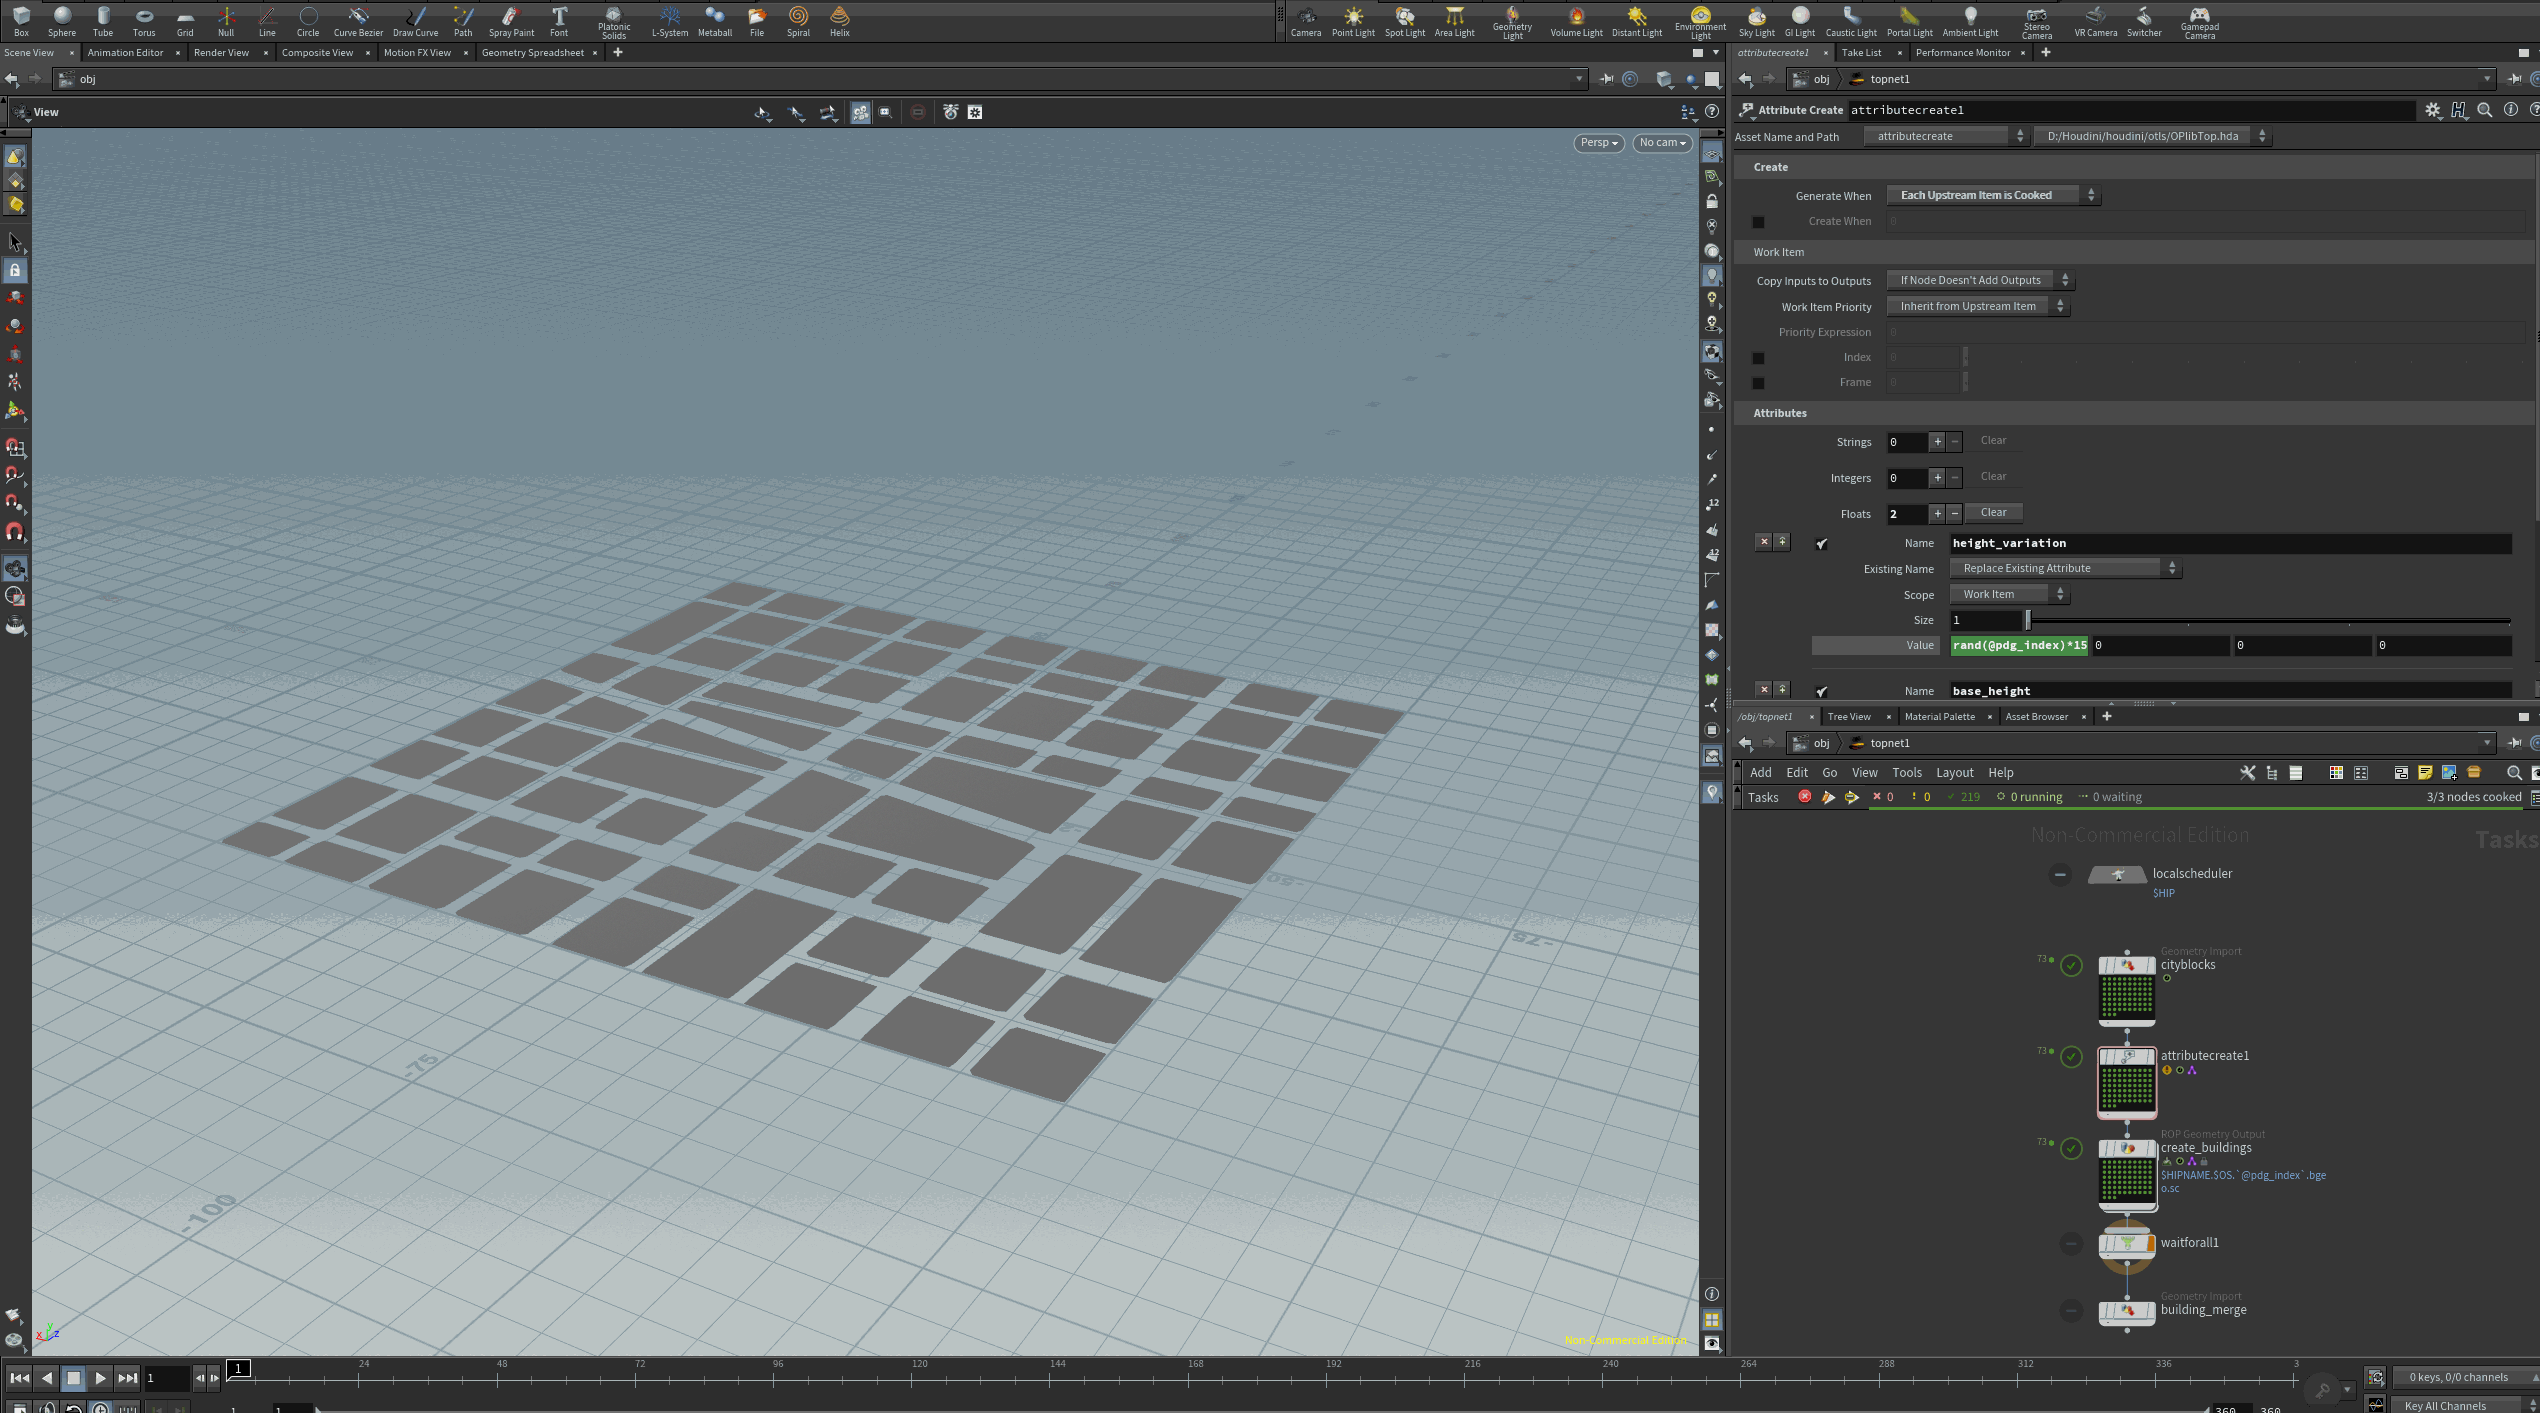 Box Sphere Tube Torus Grid Null Line Circle Curve Bezier Draw Curve Path Spray Paint Font Platonic Solids L-System Metaball File Spiral Helix
Camera Point Light Spot Light Area Light Geometry Light Volume Light Distant Light Environment Light Sky Light GI Light Caustic Light Portal Light Ambient Light Stereo Camera VR Camera Switcher Gamepad Camera
Scene View Animation Editor Render View Composite View Motion FX View Geometry Spreadsheet
obj
View
Persp No cam
-75
-100
-50
-75
Non-Commercial Edition
attributecreate1 Take List Performance Monitor
obj topnet1
Attribute Create attributecreate1
Asset Name and Path attributecreate D:/Houdini/houdini/otls/OPlibTop.hda
Create
Generate When Each Upstream Item is Cooked
Create When 0
Work Item
Copy Inputs to Outputs If Node Doesn't Add Outputs
Work Item Priority Inherit from Upstream Item
Priority Expression 0
Index 0
Frame 0
Attributes
Strings 0 + - Clear
Integers 0 + - Clear
Floats 2 + - Clear
Name height_variation
Existing Name Replace Existing Attribute
Scope Work Item
Size 1
Value rand(@pdg_index)*15 0 0 0
Name base_height
/obj/topnet1 Tree View Material Palette Asset Browser
obj topnet1
Add Edit Go View Tools Layout Help
Tasks 0 0 219 0 running 0 waiting 3/3 nodes cooked
Non-Commercial Edition
Tasks
localscheduler
$HIP
Geometry Import
73 cityblocks
73 attributecreate1
ROP Geometry Output
73 create_buildings
$HIPNAME.$OS.`@pdg_index`.bge
o.sc
waitforall1
Geometry Import
building_merge
1 1 24 48 72 96 120 144 168 192 216 240 264 288 312 336 3
0 keys, 0/0 channels
1 1 360 360 Key All Channels